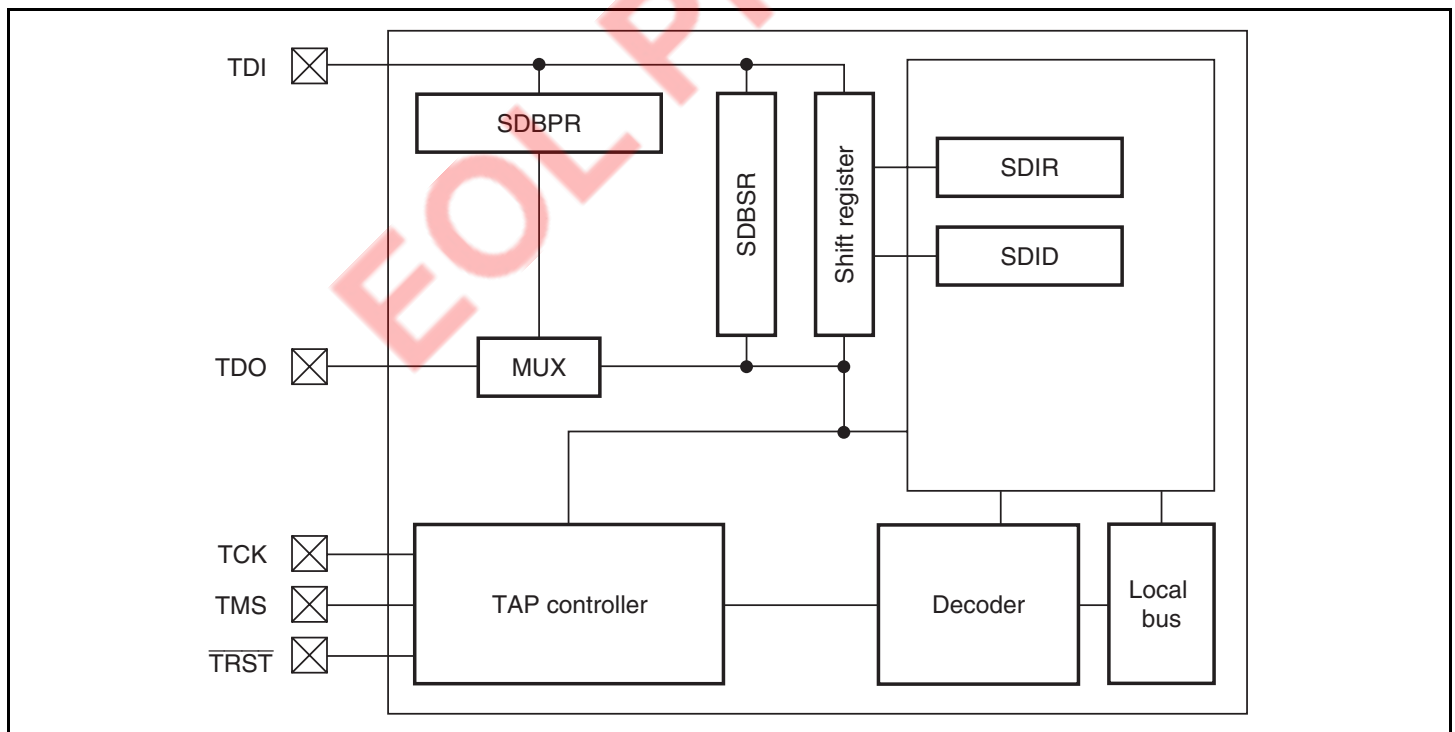 EOL P
TDI
SDBPR
SDBSR
Shift register
SDIR
SDID
TDO
MUX
TCK
TMS
TRST
TAP controller
Decoder
Local
bus